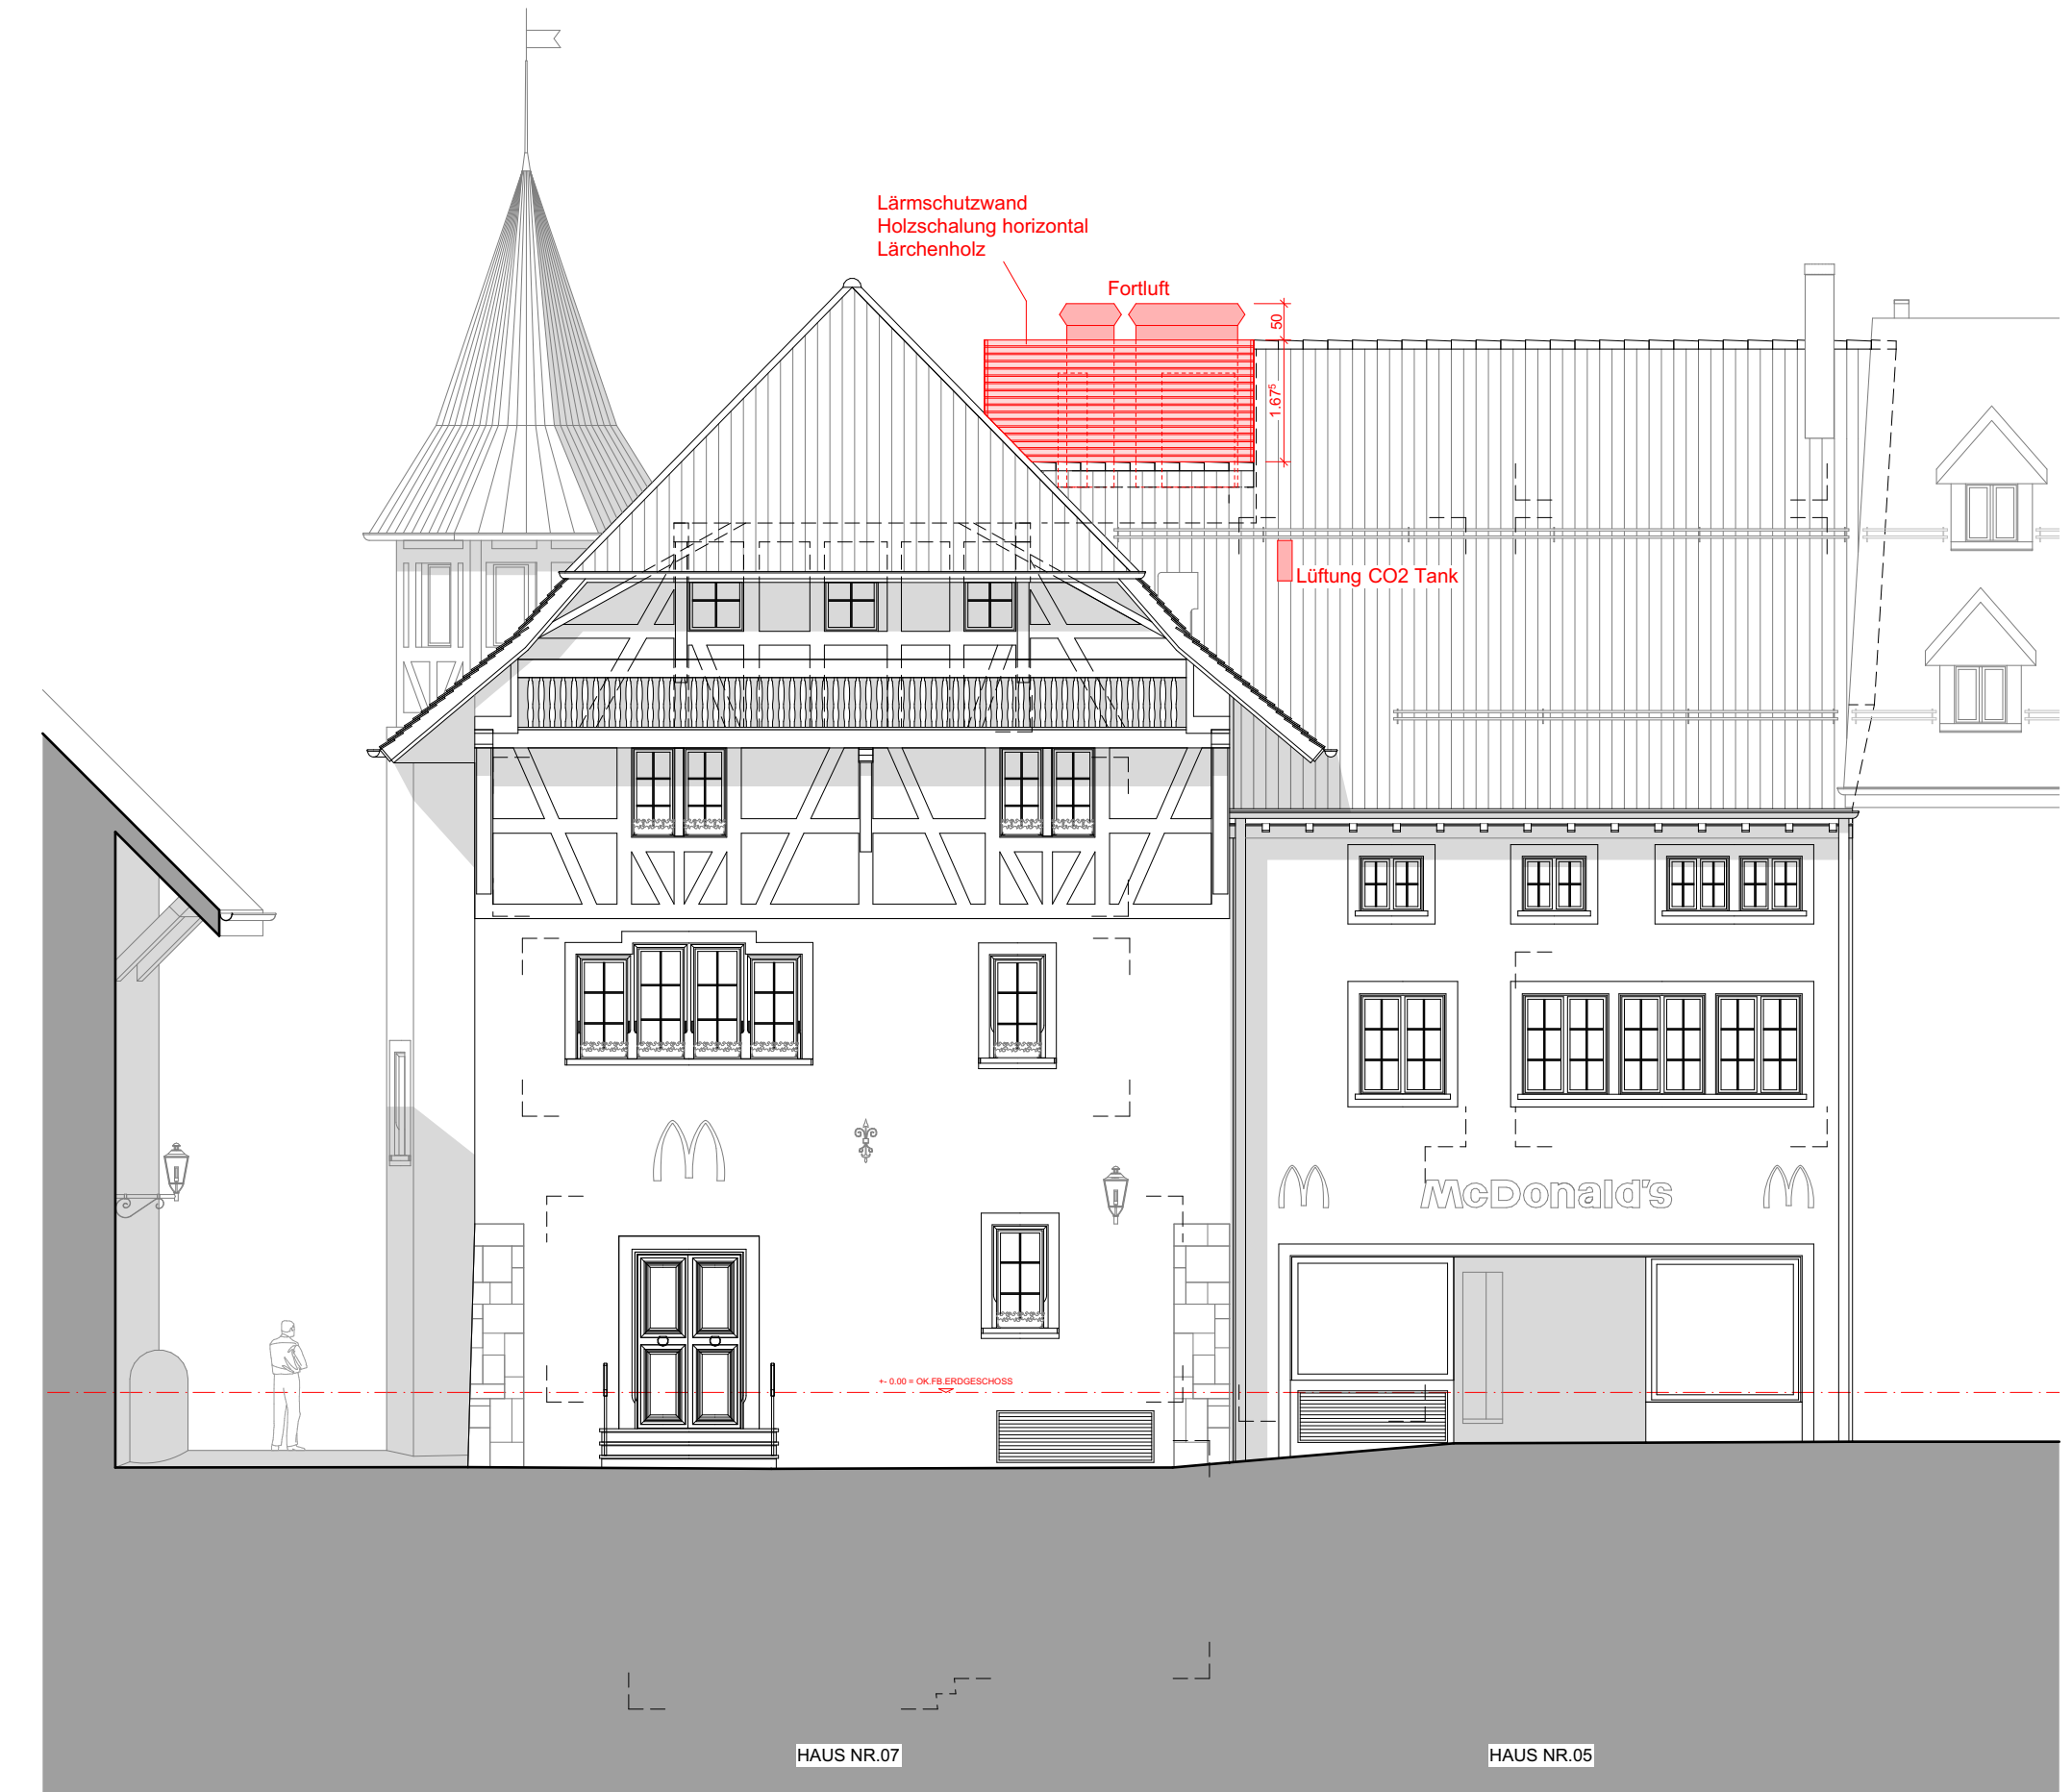 Lärmschutzwand
Holzschalung horizontal
Lärchenholz
Fortluft
50
1.67⁵
Lüftung CO2 Tank
McDonald's
+- 0.00 = OK.FB.ERDGESCHOSS
HAUS NR.07
HAUS NR.05